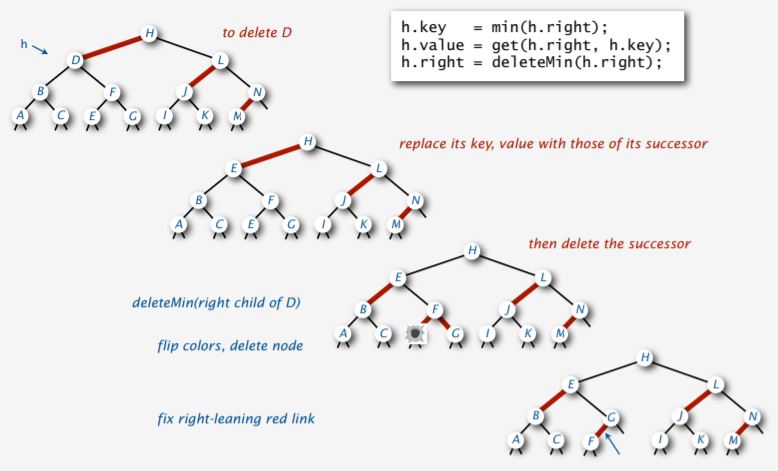 to delete D
h
H
D L
B F J N
A C E G I K M
h.key = min(h.right);
h.value = get(h.right, h.key);
h.right = deleteMin(h.right);
replace its key, value with those of its successor
H
E L
B F J N
A C E G I K M
then delete the successor
H
E L
deleteMin(right child of D)
B F J N
A C G I K M
flip colors, delete node
H
E L
fix right-leaning red link
B G J N
A C F I K M